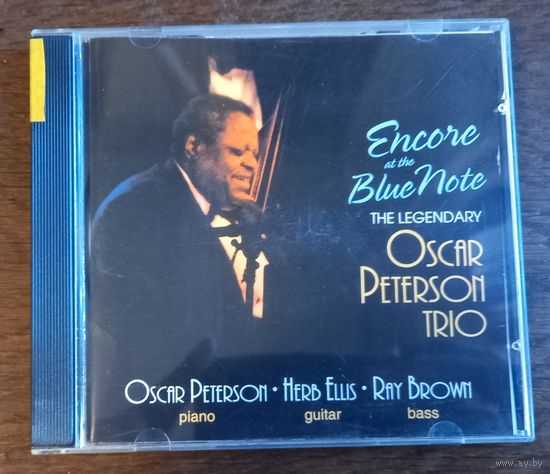 Encore
at the
Blue Note
THE LEGENDARY
OSCAR
PETERSON
TRIO
OSCAR PETERSON • HERB ELLIS • RAY BROWN
piano guitar bass
www.ay.by